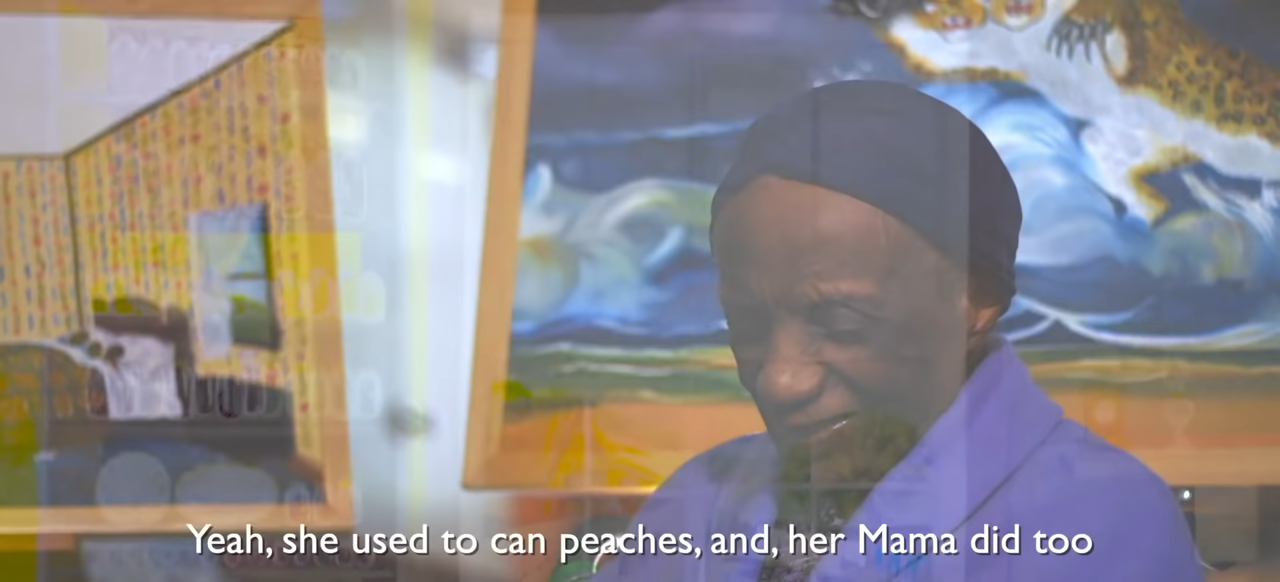 Yeah, she used to can peaches, and, her Mama did too